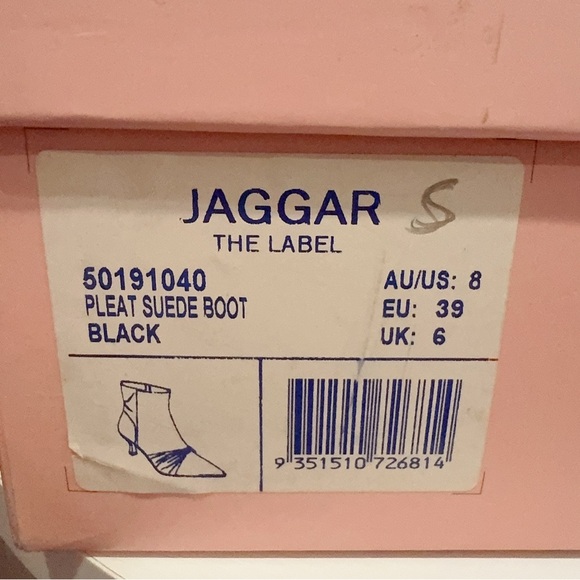 JAGGAR S
THE LABEL
50191040
PLEAT SUEDE BOOT
BLACK
AU/US: 8
EU: 39
UK: 6
9 351510 726814